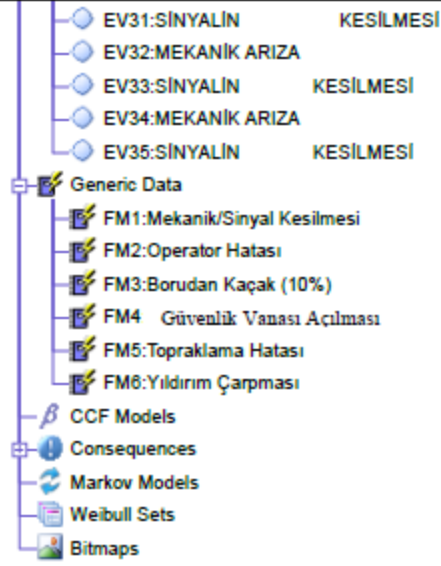 EV31:SİNYALİN KESİLMESİ
EV32:MEKANİK ARIZA
EV33:SİNYALİN KESİLMESİ
EV34:MEKANİK ARIZA
EV35:SİNYALİN KESİLMESİ
Generic Data
FM1:Mekanik/Sinyal Kesilmesi
FM2:Operator Hatası
FM3:Borudan Kaçak (10%)
FM4 Güvenlik Vanası Açılması
FM5:Topraklama Hatası
FM6:Yıldırım Çarpması
β CCF Models
Consequences
Markov Models
Weibull Sets
Bitmaps